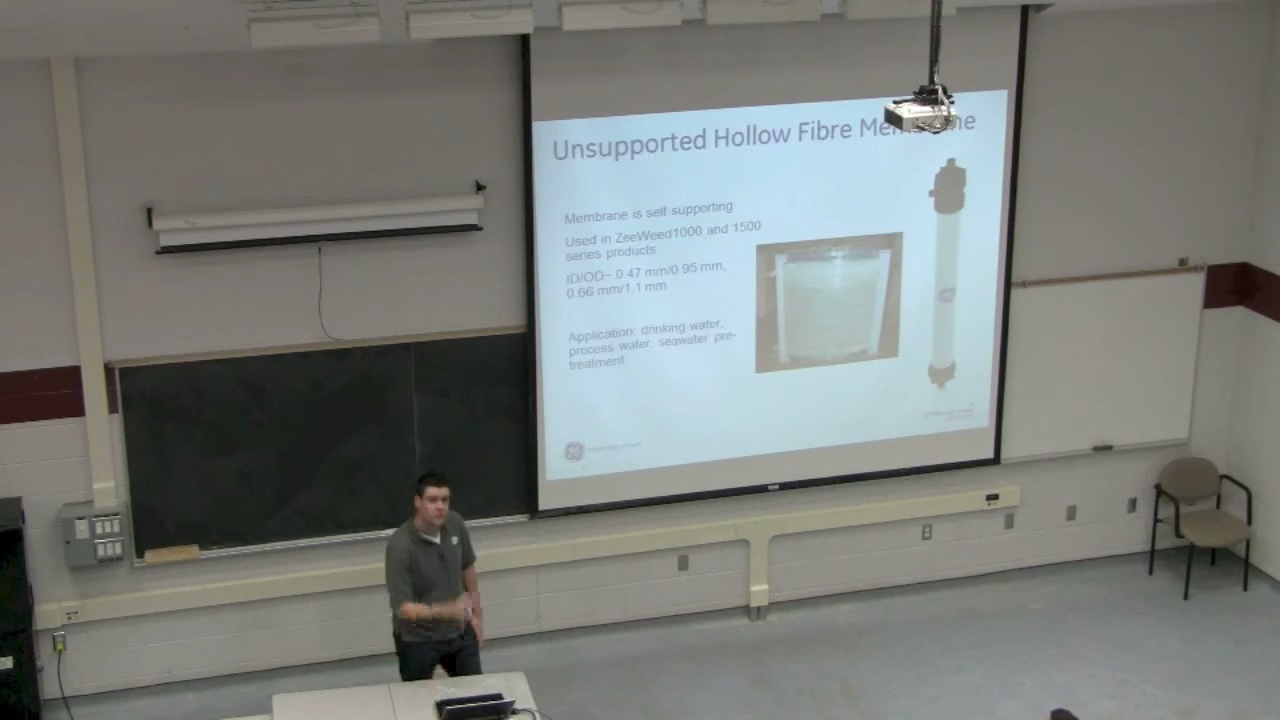 Unsupported Hollow Fibre Membrane
Membrane is self supporting
Used in ZeeWeed1000 and 1500
series products
ID/OD~ 0.47 mm/0.95 mm,
0.66 mm/1.1 mm
Application: drinking water,
process water, seawater pre-
treatment